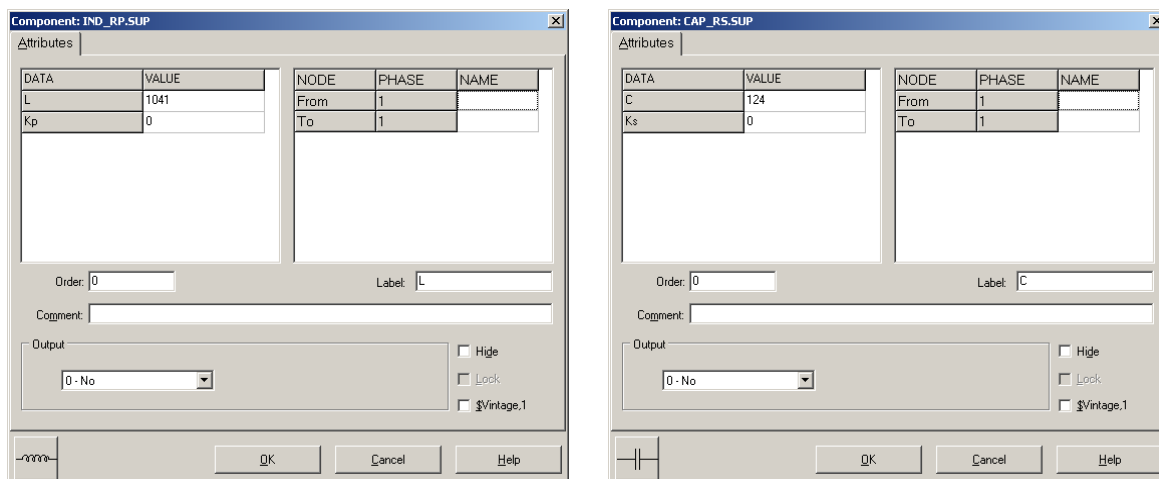 Component: IND_RP.SUP
Attributes
DATA VALUE
L 1041
Kp 0
NODE PHASE NAME
From 1
To 1
Order: 0
Label: L
Comment:
Output
0 - No
Hide
Lock
$Vintage,1
OK Cancel Help
Component: CAP_RS.SUP
Attributes
DATA VALUE
C 124
Ks 0
NODE PHASE NAME
From 1
To 1
Order: 0
Label: C
Comment:
Output
0 - No
Hide
Lock
$Vintage,1
OK Cancel Help